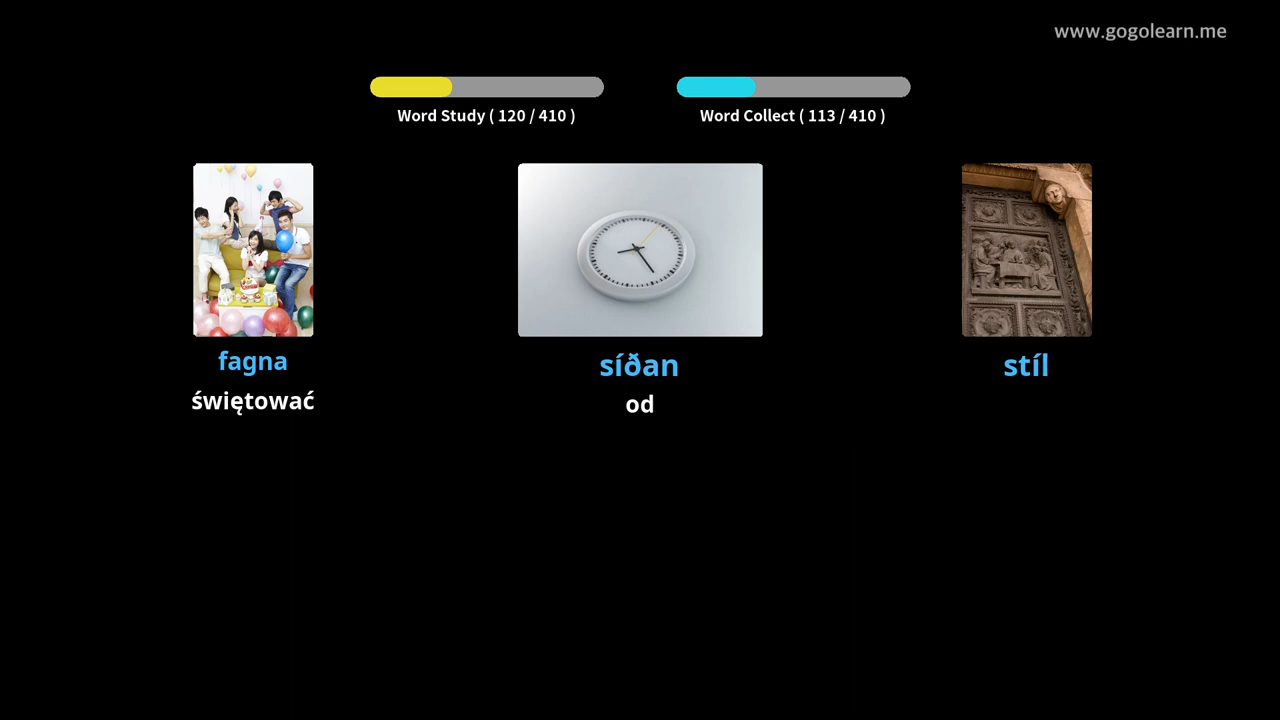 www.gogolearn.me
Word Study ( 120 / 410 )
Word Collect ( 113 / 410 )
fagna
świętować
síðan
od
stíl